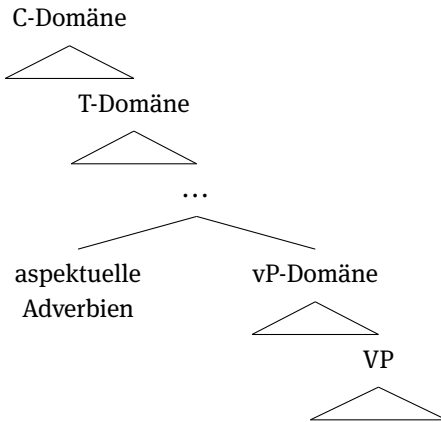 C-Domäne
T-Domäne
...
aspektuelle
Adverbien
vP-Domäne
VP